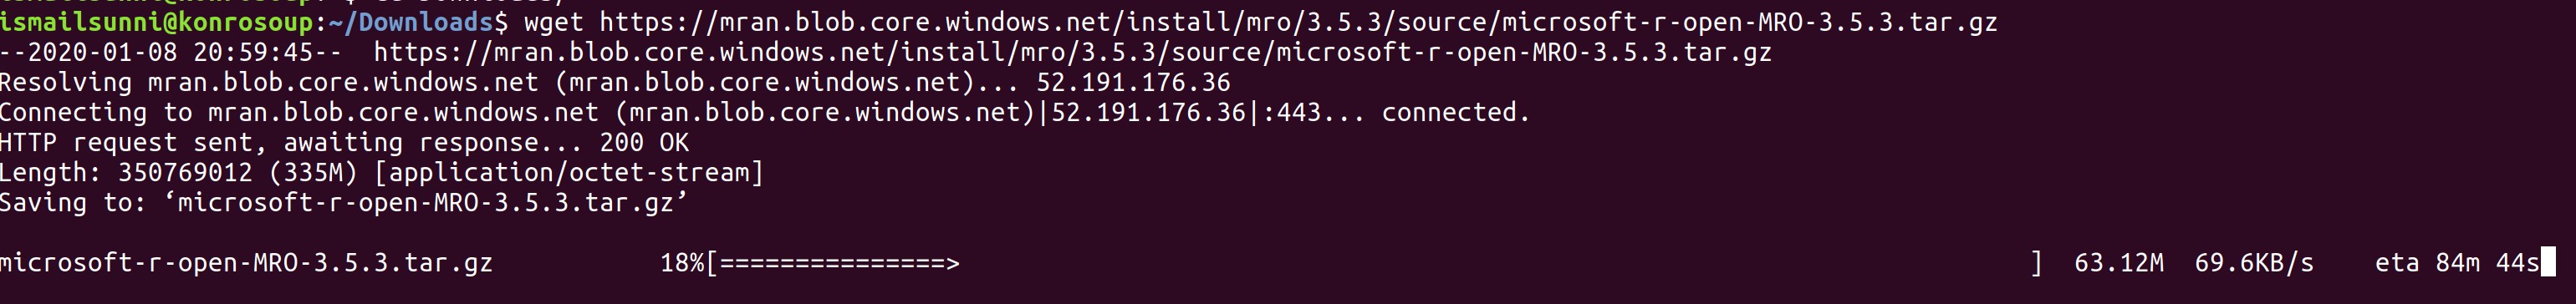 ismailsunni@konrosoup:~/Downloads$ wget https://mran.blob.core.windows.net/install/mro/3.5.3/source/microsoft-r-open-MRO-3.5.3.tar.gz
--2020-01-08 20:59:45--  https://mran.blob.core.windows.net/install/mro/3.5.3/source/microsoft-r-open-MRO-3.5.3.tar.gz
Resolving mran.blob.core.windows.net (mran.blob.core.windows.net)... 52.191.176.36
Connecting to mran.blob.core.windows.net (mran.blob.core.windows.net)|52.191.176.36|:443... connected.
HTTP request sent, awaiting response... 200 OK
Length: 350769012 (335M) [application/octet-stream]
Saving to: ‘microsoft-r-open-MRO-3.5.3.tar.gz’
microsoft-r-open-MRO-3.5.3.tar.gz 18%[===============> ] 63.12M 69.6KB/s eta 84m 44s